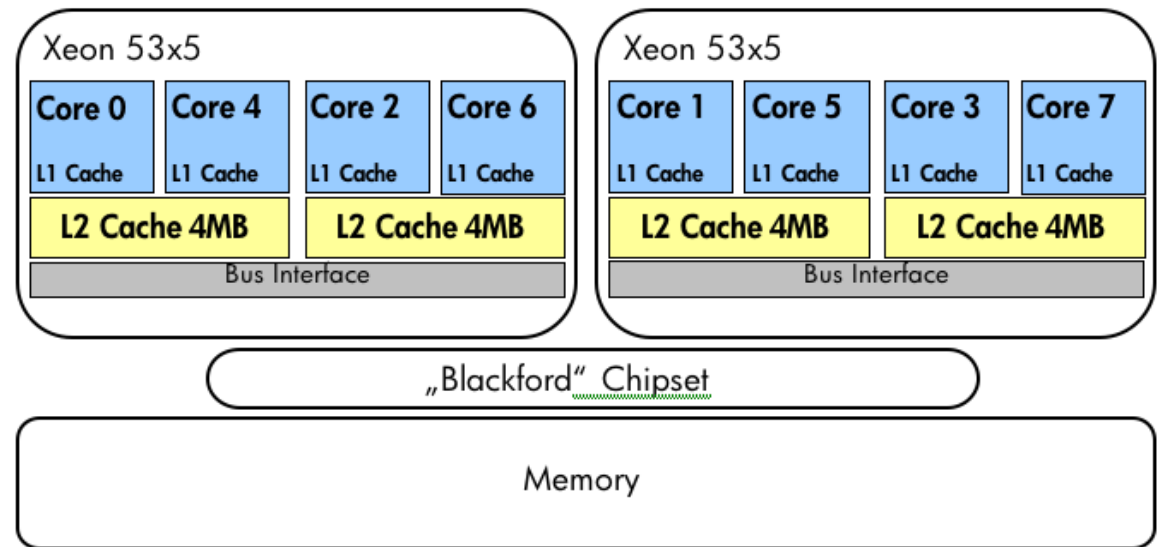 Xeon 53x5
Core 0 Core 4 Core 2 Core 6
L1 Cache L1 Cache L1 Cache L1 Cache
L2 Cache 4MB L2 Cache 4MB
Bus Interface
Xeon 53x5
Core 1 Core 5 Core 3 Core 7
L1 Cache L1 Cache L1 Cache L1 Cache
L2 Cache 4MB L2 Cache 4MB
Bus Interface
„Blackford“ Chipset
Memory